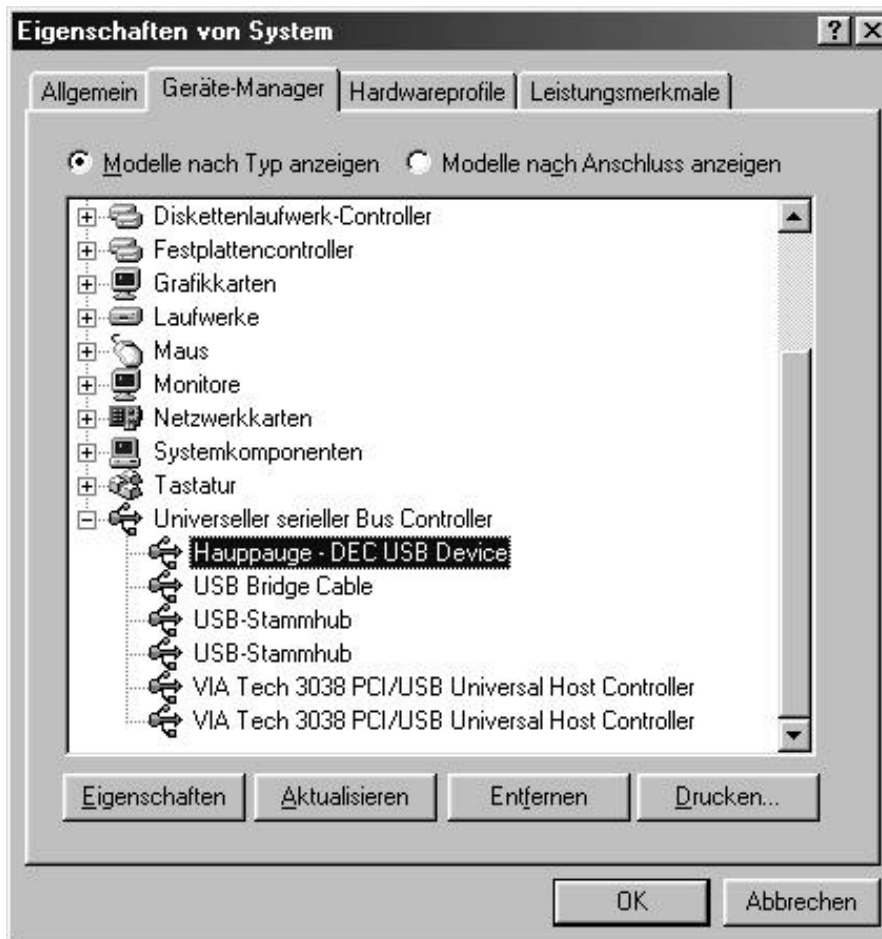 Eigenschaften von System
Allgemein Geräte-Manager Hardwareprofile Leistungsmerkmale
Modelle nach Typ anzeigen Modelle nach Anschluss anzeigen
Diskettenlaufwerk-Controller
Festplattencontroller
Grafikkarten
Laufwerke
Maus
Monitore
Netzwerkkarten
Systemkomponenten
Tastatur
Universeller serieller Bus Controller
Hauppauge - DEC USB Device
USB Bridge Cable
USB-Stammhub
USB-Stammhub
VIA Tech 3038 PCI/USB Universal Host Controller
VIA Tech 3038 PCI/USB Universal Host Controller
Eigenschaften Aktualisieren Entfernen Drucken...
OK Abbrechen